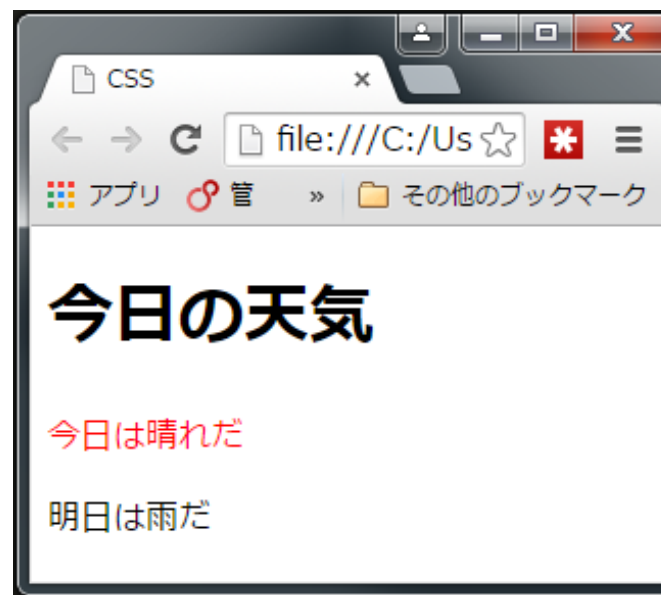 CSS
file:///C:/Us
アプリ 管 » その他のブックマーク
今日の天気
今日は晴れだ
明日は雨だ